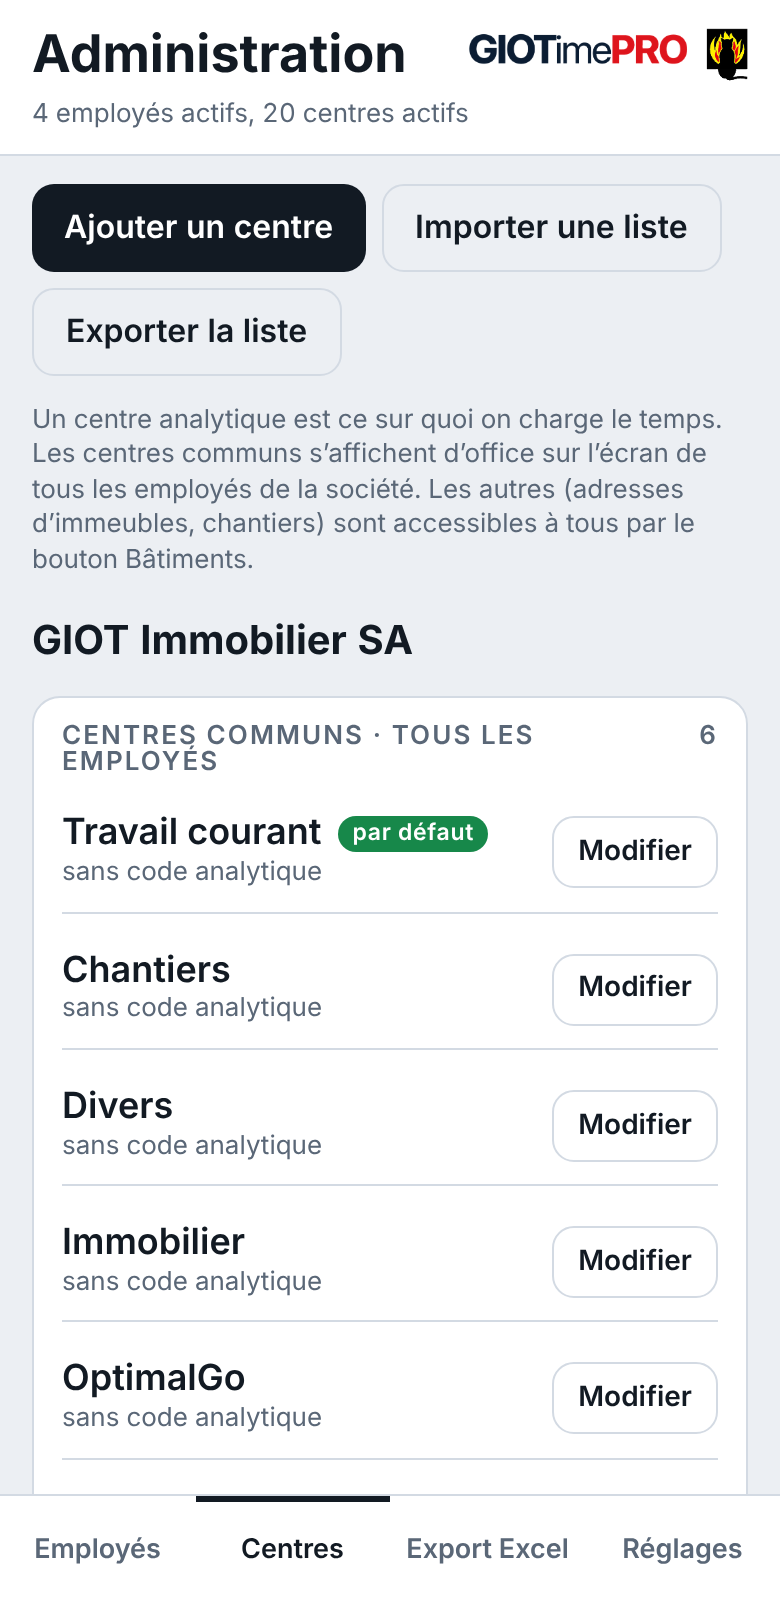 Administration
GIOTimePRO
4 employés actifs, 20 centres actifs
Ajouter un centre
Importer une liste
Exporter la liste
Un centre analytique est ce sur quoi on charge le temps.
Les centres communs s’affichent d’office sur l’écran de
tous les employés de la société. Les autres (adresses
d’immeubles, chantiers) sont accessibles à tous par le
bouton Bâtiments.
GIOT Immobilier SA
CENTRES COMMUNS · TOUS LES
EMPLOYÉS
6
Travail courant par défaut
sans code analytique
Modifier
Chantiers
sans code analytique
Modifier
Divers
sans code analytique
Modifier
Immobilier
sans code analytique
Modifier
OptimalGo
sans code analytique
Modifier
Employés
Centres
Export Excel
Réglages